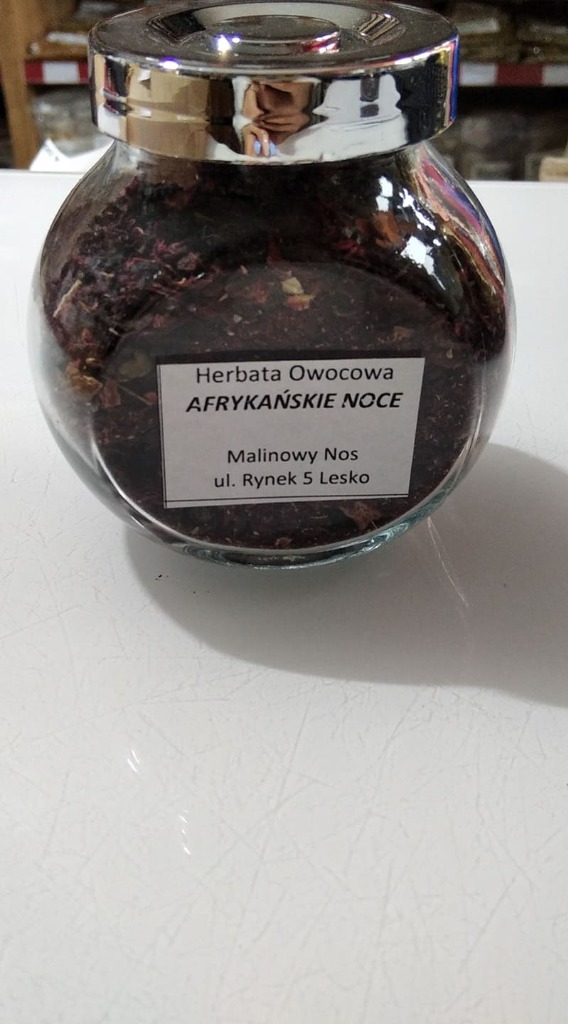 Herbata Owocowa
AFRYKAŃSKIE NOCE
Malinowy Nos
ul. Rynek 5 Lesko